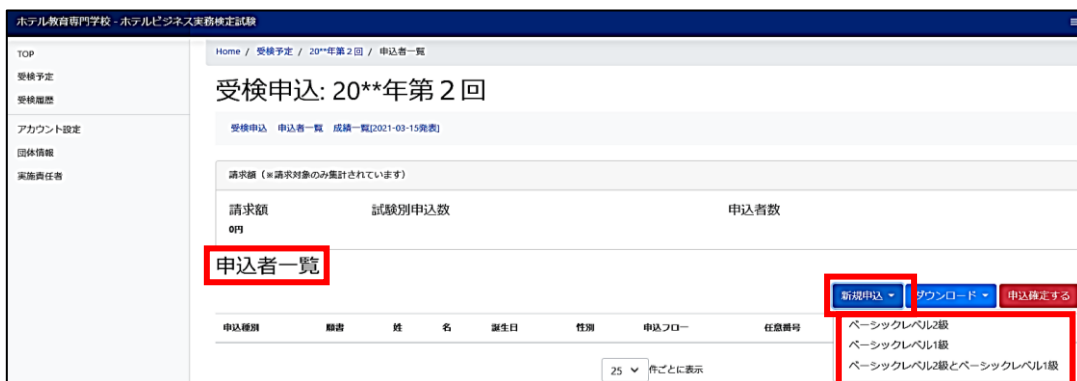 ホテル教育専門学校 - ホテルビジネス実務検定試験
TOP
受検予定
受検履歴
アカウント設定
団体情報
実施責任者
Home / 受検予定 / 20**年第2回 / 申込者一覧
受検申込: 20**年第2回
受検申込 申込者一覧 成績一覧[2021-03-15発表]
請求額（※請求対象のみ集計されています）
請求額 試験別申込数 申込者数
0円
申込者一覧
新規申込 ダウンロード 申込確定する
申込種別 願書 姓 名 誕生日 性別 申込フロー 任意番号
ベーシックレベル2級
ベーシックレベル1級
ベーシックレベル2級とベーシックレベル1級
25 件ごとに表示